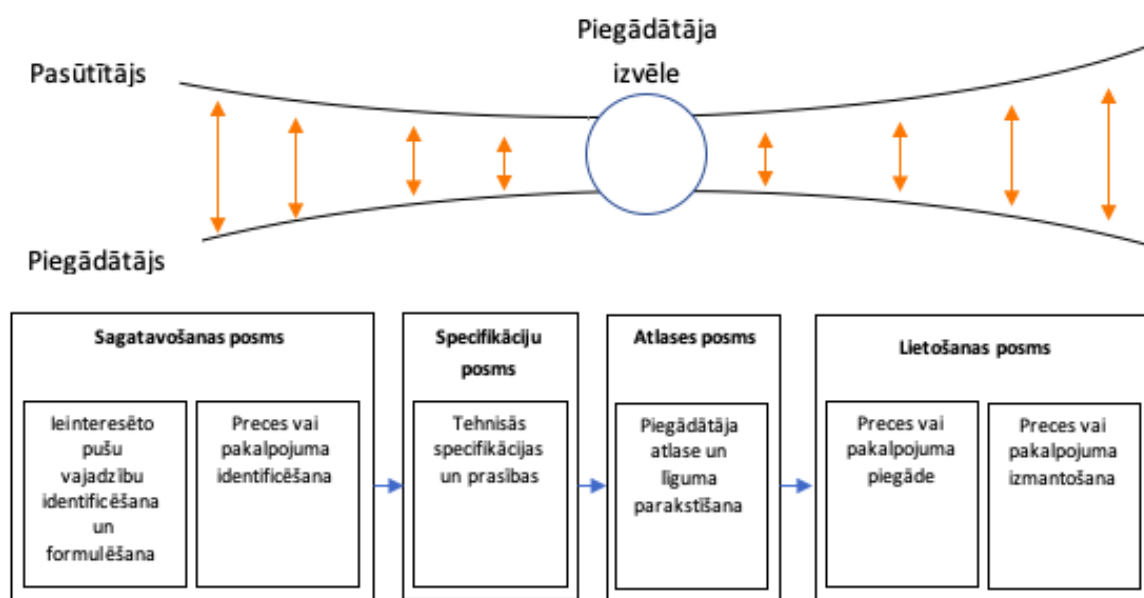 Piegādātāja
izvēle
Pasūtītājs
Piegādātājs
Sagatavošanas posms
Ieinteresēto
pušu
vajadzību
identificēšana
un
formulēšana
Preces vai
pakalpojuma
identificēšana
Specifikāciju
posms
Tehnisās
specifikācijas
un prasības
Atlases posms
Piegādātāja
atlase un
līguma
parakstīšana
Lietošanas posms
Preces vai
pakalpojuma
piegāde
Preces vai
pakalpojuma
izmantošana